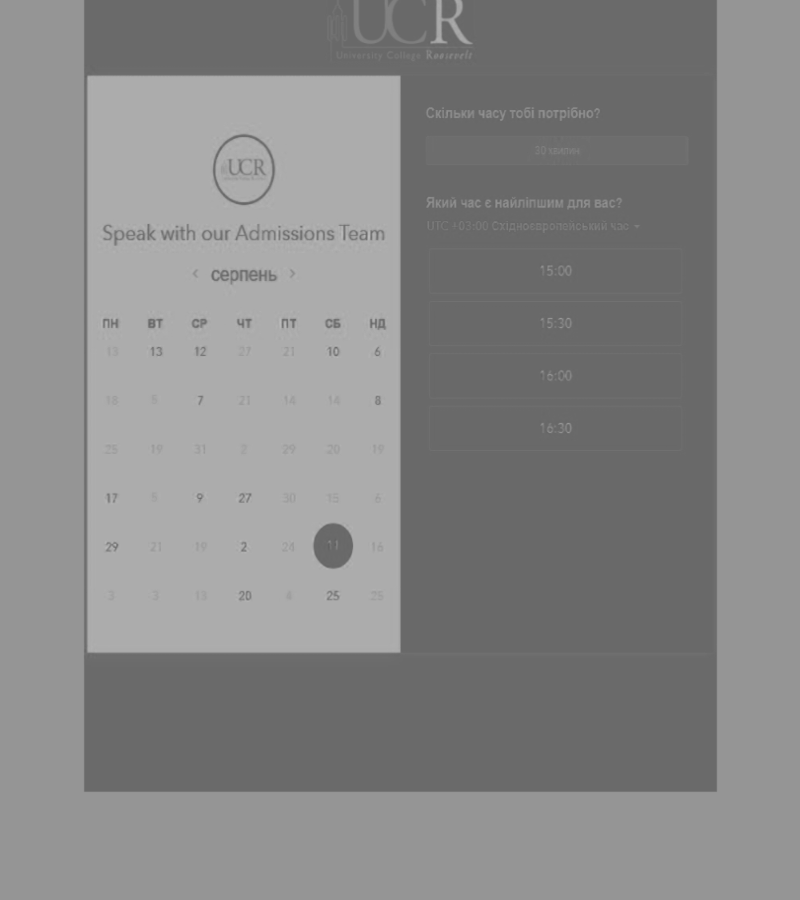 UCR
University College Roosevelt
UCR
Speak with our Admissions Team
‹ серпень ›
ПН ВТ СР ЧТ ПТ СБ НД
13 13 12 27 21 10 6
18 5 7 21 14 14 8
25 19 31 2 29 20 19
17 5 9 27 30 15 6
29 21 19 2 24 11 16
3 3 13 20 4 25 25
Скільки часу тобі потрібно?
20 хвилин
Який час є найліпшим для вас?
UTC +03:00 Східноєвропейський час
15:00
15:30
16:00
16:30